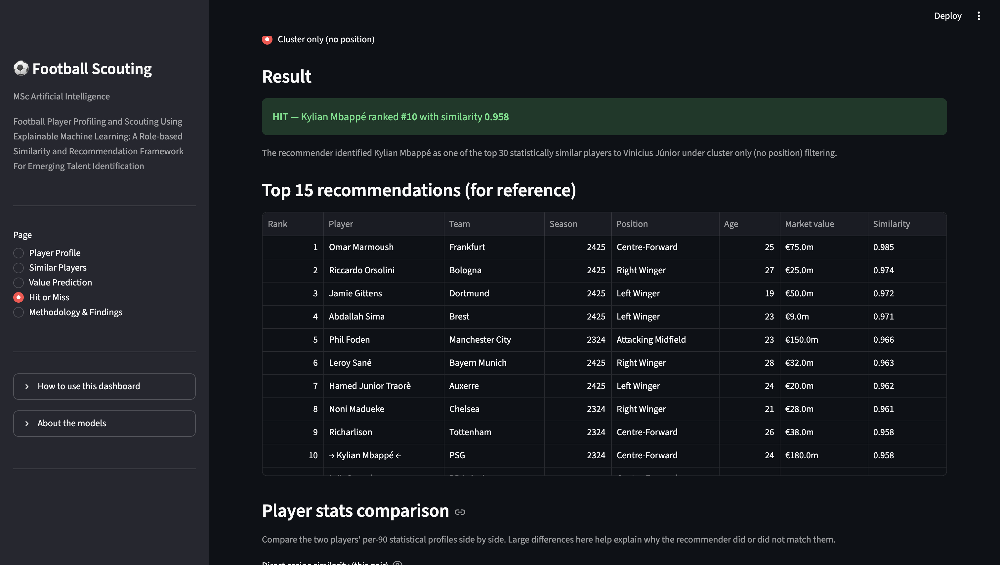 Deploy
Cluster only (no position)
⚽ Football Scouting
MSc Artificial Intelligence
Football Player Profiling and Scouting Using
Explainable Machine Learning: A Role-based
Similarity and Recommendation Framework
For Emerging Talent Identification
Page
Player Profile
Similar Players
Value Prediction
Hit or Miss
Methodology & Findings
How to use this dashboard
About the models
Result
HIT — Kylian Mbappé ranked #10 with similarity 0.958
The recommender identified Kylian Mbappé as one of the top 30 statistically similar players to Vinicius Júnior under cluster only (no position) filtering.
Top 15 recommendations (for reference)
Rank Player Team Season Position Age Market value Similarity
1 Omar Marmoush Frankfurt 2425 Centre-Forward 25 €75.0m 0.985
2 Riccardo Orsolini Bologna 2425 Right Winger 27 €25.0m 0.974
3 Jamie Gittens Dortmund 2425 Left Winger 19 €50.0m 0.972
4 Abdallah Sima Brest 2425 Left Winger 23 €9.0m 0.971
5 Phil Foden Manchester City 2324 Attacking Midfield 23 €150.0m 0.966
6 Leroy Sané Bayern Munich 2425 Right Winger 28 €32.0m 0.963
7 Hamed Junior Traorè Auxerre 2425 Left Winger 24 €20.0m 0.962
8 Noni Madueke Chelsea 2324 Right Winger 21 €28.0m 0.961
9 Richarlison Tottenham 2324 Centre-Forward 26 €38.0m 0.958
10 → Kylian Mbappé ← PSG 2324 Centre-Forward 24 €180.0m 0.958
Player stats comparison
Compare the two players' per-90 statistical profiles side by side. Large differences here help explain why the recommender did or did not match them.
Direct cosine similarity (this pair)